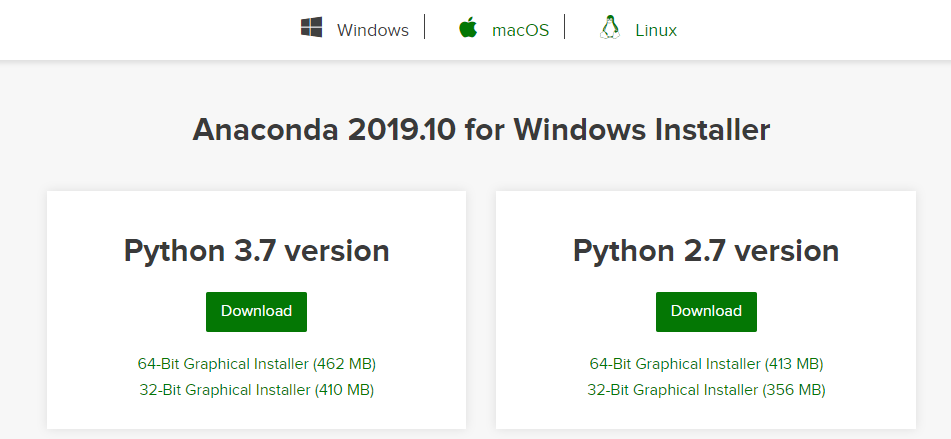 Windows macOS Linux
Anaconda 2019.10 for Windows Installer
Python 3.7 version
Download
64-Bit Graphical Installer (462 MB)
32-Bit Graphical Installer (410 MB)
Python 2.7 version
Download
64-Bit Graphical Installer (413 MB)
32-Bit Graphical Installer (356 MB)